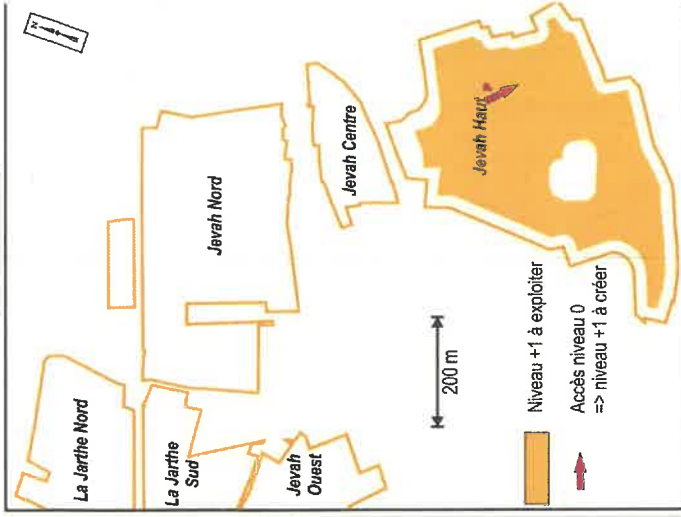 N
La Jarthe Nord
La Jarthe
Sud
Jevah
Ouest
Jevah Nord
Jevah Centre
Jevah Haut
200 m
Niveau +1 à exploiter
Accès niveau 0
=> niveau +1 à créer